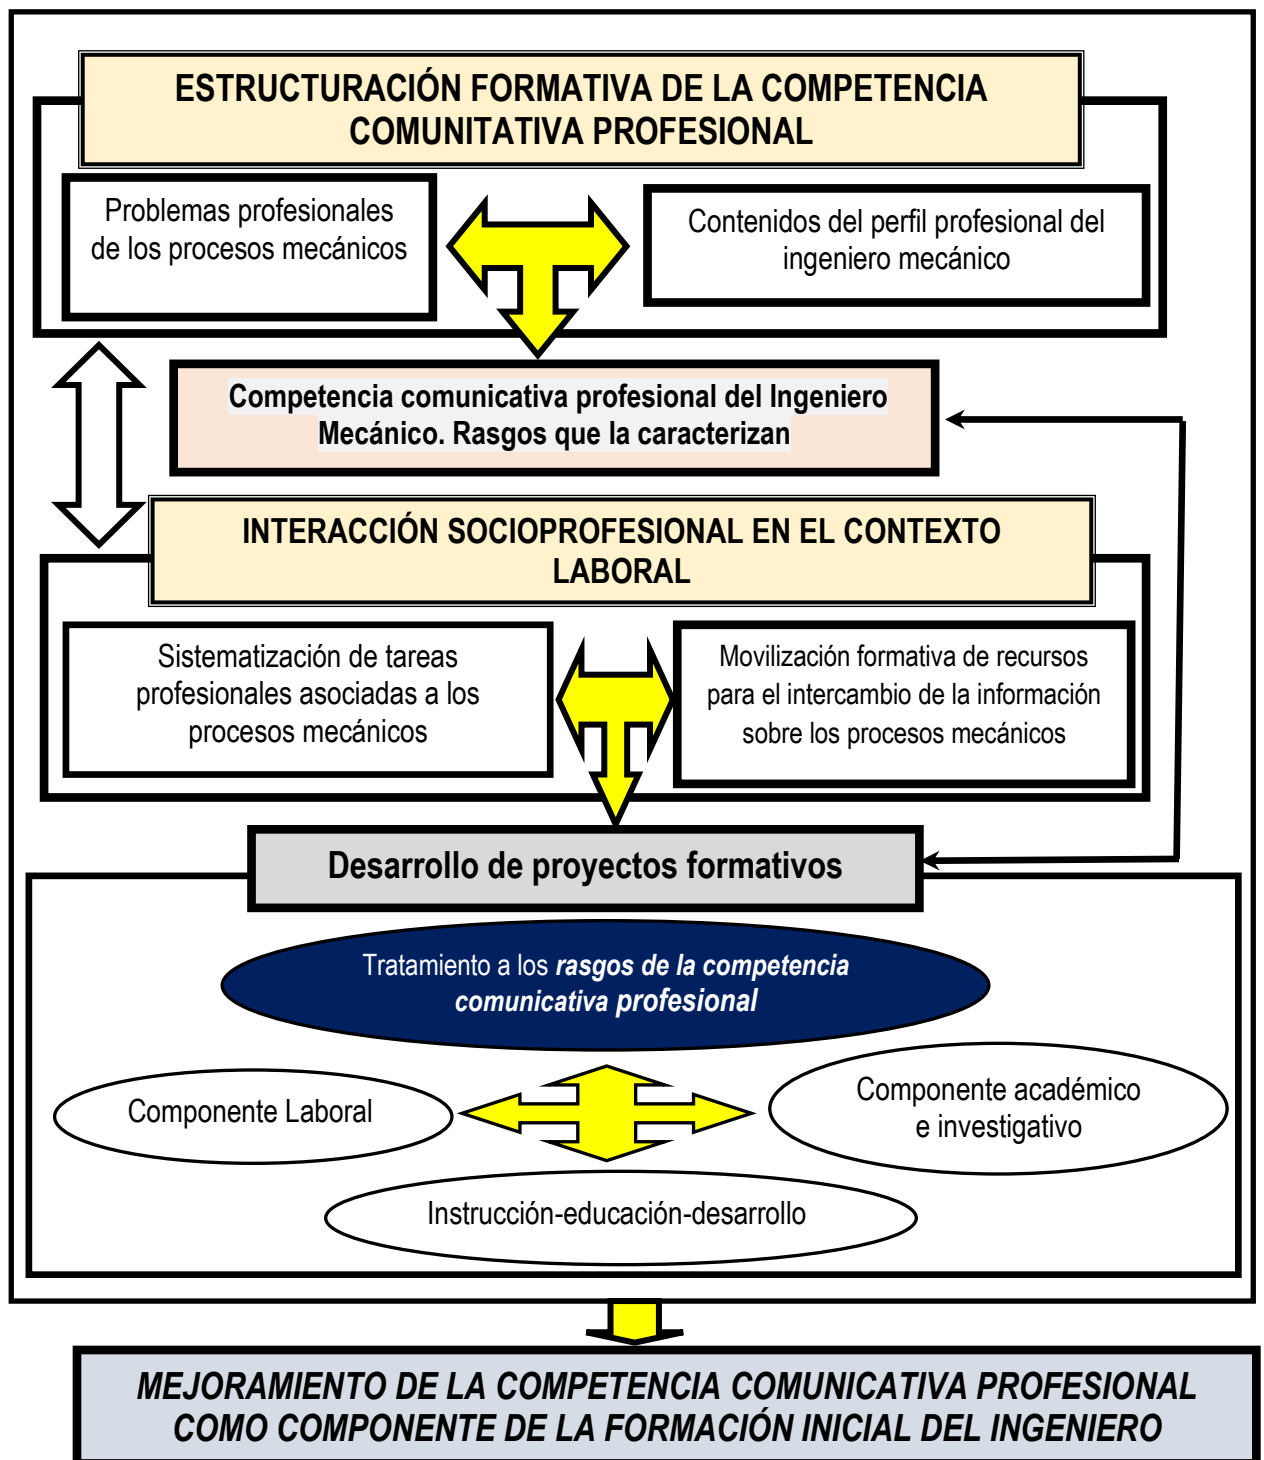 ESTRUCTURACIÓN FORMATIVA DE LA COMPETENCIA
COMUNITATIVA PROFESIONAL
Problemas profesionales
de los procesos mecánicos
Contenidos del perfil profesional del
ingeniero mecánico
Competencia comunicativa profesional del Ingeniero
Mecánico. Rasgos que la caracterizan
INTERACCIÓN SOCIOPROFESIONAL EN EL CONTEXTO
LABORAL
Sistematización de tareas
profesionales asociadas a los
procesos mecánicos
Movilización formativa de recursos
para el intercambio de la información
sobre los procesos mecánicos
Desarrollo de proyectos formativos
Tratamiento a los rasgos de la competencia
comunicativa profesional
Componente Laboral
Componente académico
e investigativo
Instrucción-educación-desarrollo
MEJORAMIENTO DE LA COMPETENCIA COMUNICATIVA PROFESIONAL
COMO COMPONENTE DE LA FORMACIÓN INICIAL DEL INGENIERO